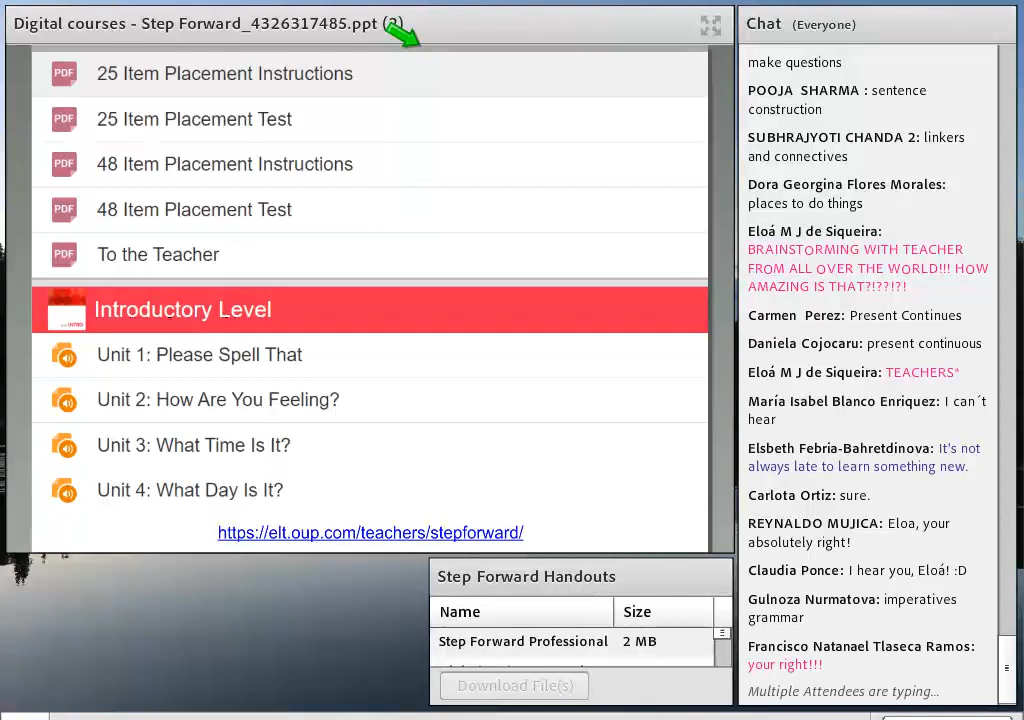 Digital courses - Step Forward_4326317485.ppt (2)
PDF 25 Item Placement Instructions
PDF 25 Item Placement Test
PDF 48 Item Placement Instructions
PDF 48 Item Placement Test
PDF To the Teacher
INTRO Introductory Level
Unit 1: Please Spell That
Unit 2: How Are You Feeling?
Unit 3: What Time Is It?
Unit 4: What Day Is It?
https://elt.oup.com/teachers/stepforward/
Step Forward Handouts
Name Size
Step Forward Professional 2 MB
Download File(s)
Chat (Everyone)
make questions
POOJA SHARMA : sentence
construction
SUBHRAJYOTI CHANDA 2: linkers
and connectives
Dora Georgina Flores Morales:
places to do things
Eloá M J de Siqueira:
BRAINSTORMING WITH TEACHER
FROM ALL OVER THE WORLD!!! HOW
AMAZING IS THAT?!??!?!
Carmen Perez: Present Continues
Daniela Cojocaru: present continuous
Eloá M J de Siqueira: TEACHERS*
María Isabel Blanco Enriquez: I can´t
hear
Elsbeth Febria-Bahretdinova: It's not
always late to learn something new.
Carlota Ortiz: sure.
REYNALDO MUJICA: Eloa, your
absolutely right!
Claudia Ponce: I hear you, Eloá! :D
Gulnoza Nurmatova: imperatives
grammar
Francisco Natanael Tlaseca Ramos:
your right!!!
Multiple Attendees are typing...